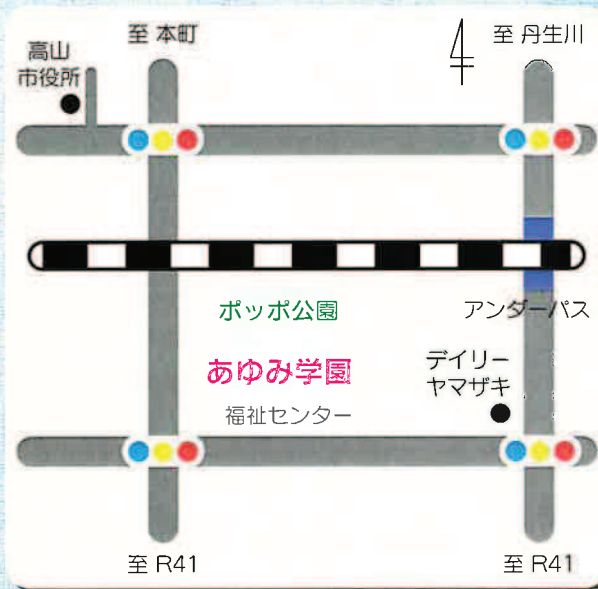 至 本町
至 丹生川
高山
市役所
ポッポ公園
アンダーパス
あゆみ学園
デイリー
ヤマザキ
福祉センター
至 R41
至 R41